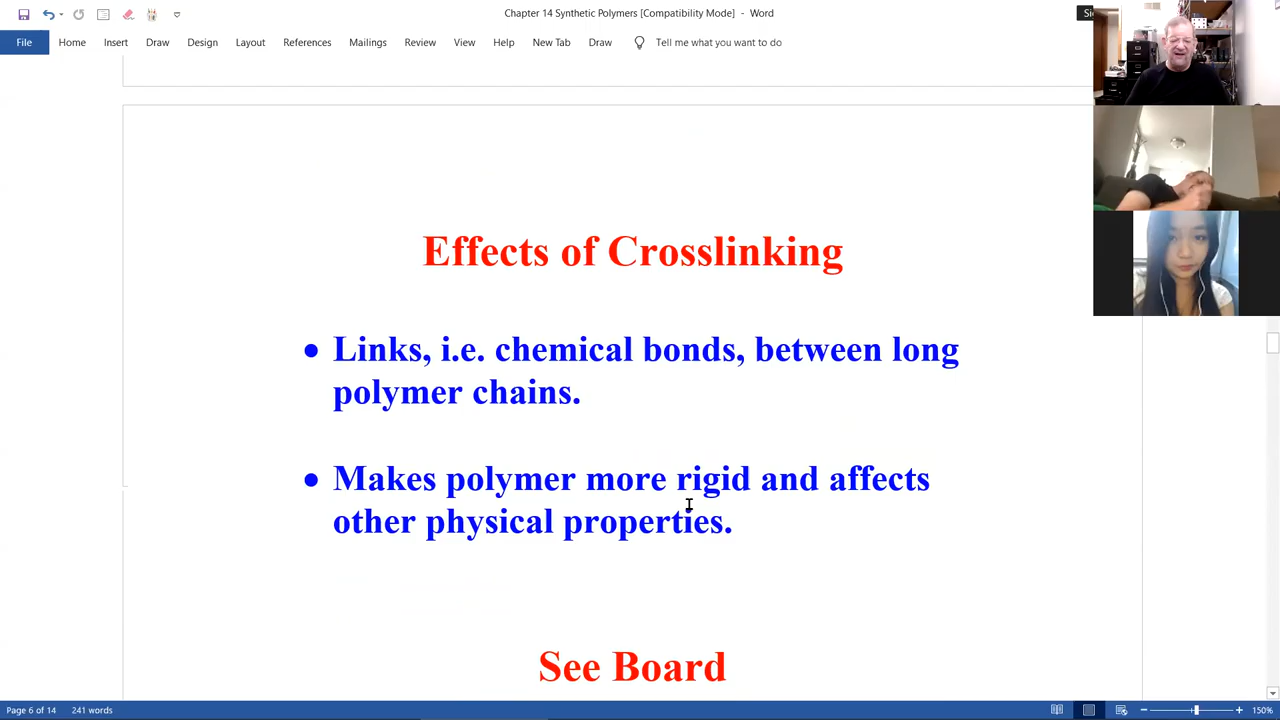 Chapter 14 Synthetic Polymers [Compatibility Mode] - Word
File Home Insert Draw Design Layout References Mailings Review View Help New Tab Draw Tell me what you want to do
Effects of Crosslinking
• Links, i.e. chemical bonds, between long
polymer chains.
• Makes polymer more rigid and affects
other physical properties.
See Board
Page 6 of 14 241 words 150%